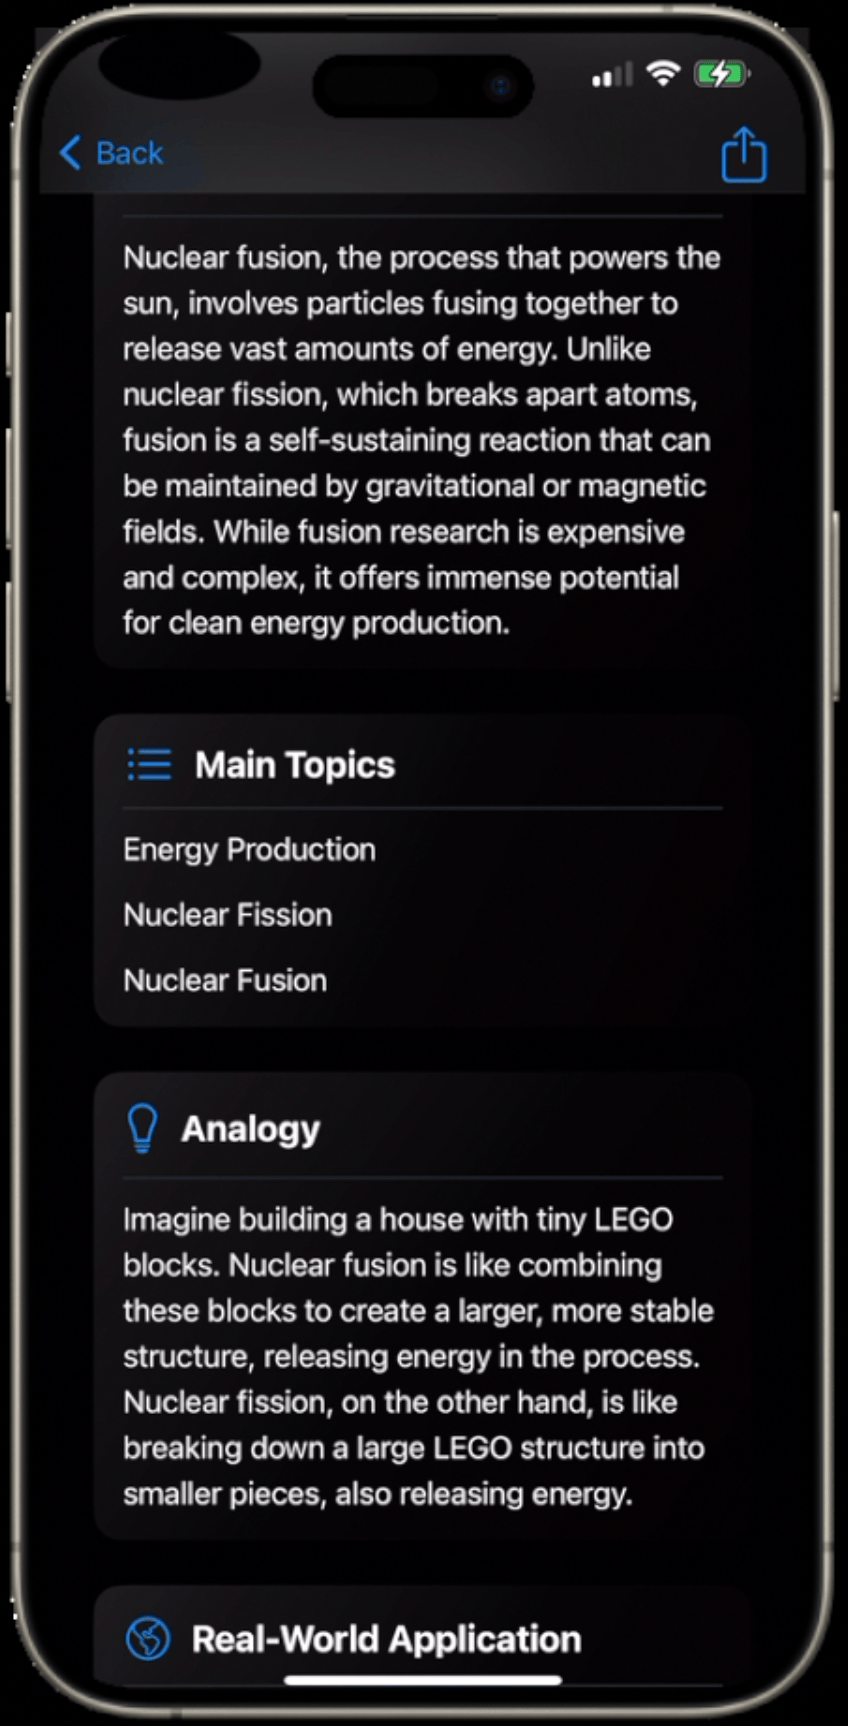 Back
Nuclear fusion, the process that powers the
sun, involves particles fusing together to
release vast amounts of energy. Unlike
nuclear fission, which breaks apart atoms,
fusion is a self-sustaining reaction that can
be maintained by gravitational or magnetic
fields. While fusion research is expensive
and complex, it offers immense potential
for clean energy production.
Main Topics
Energy Production
Nuclear Fission
Nuclear Fusion
Analogy
Imagine building a house with tiny LEGO
blocks. Nuclear fusion is like combining
these blocks to create a larger, more stable
structure, releasing energy in the process.
Nuclear fission, on the other hand, is like
breaking down a large LEGO structure into
smaller pieces, also releasing energy.
Real-World Application